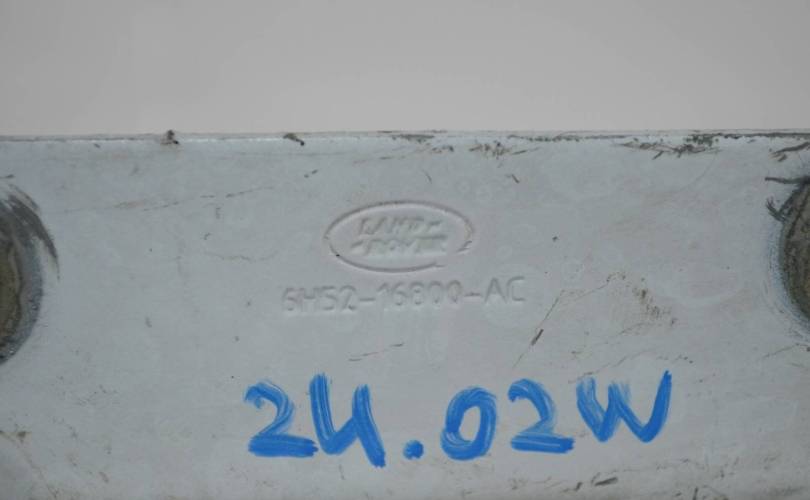 LAND-
ROVER
6H52-16800-AC
24.02W